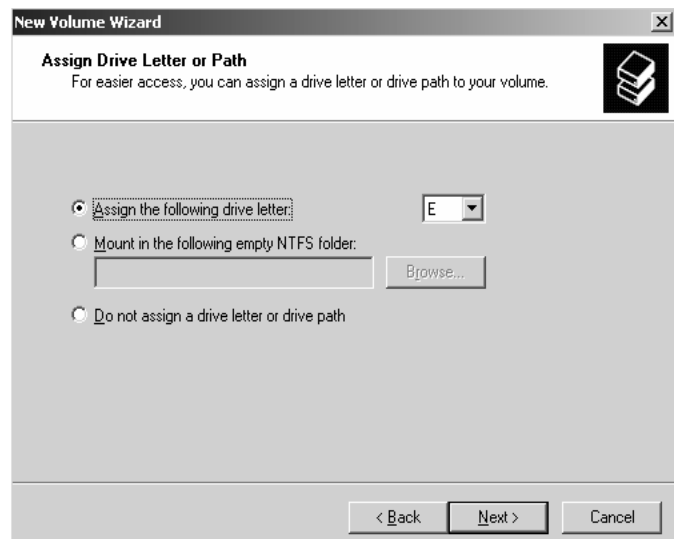 New Volume Wizard
Assign Drive Letter or Path
For easier access, you can assign a drive letter or drive path to your volume.
Assign the following drive letter: E
Mount in the following empty NTFS folder:
Browse...
Do not assign a drive letter or drive path
< Back Next > Cancel